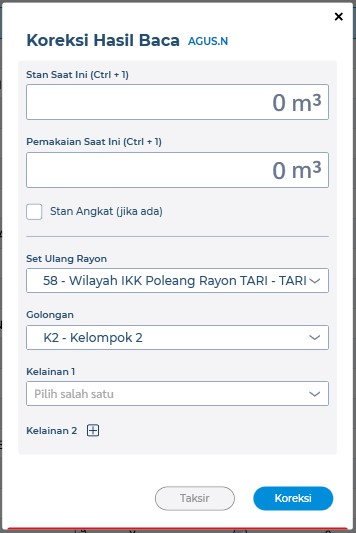 Koreksi Hasil Baca AGUS.N
Stan Saat Ini (Ctrl + 1)
0 m³
Pemakaian Saat Ini (Ctrl + 1)
0 m³
Stan Angkat (jika ada)
Set Ulang Rayon
58 - Wilayah IKK Poleang Rayon TARI - TARI
Golongan
K2 - Kelompok 2
Kelainan 1
Pilih salah satu
Kelainan 2
Taksir Koreksi